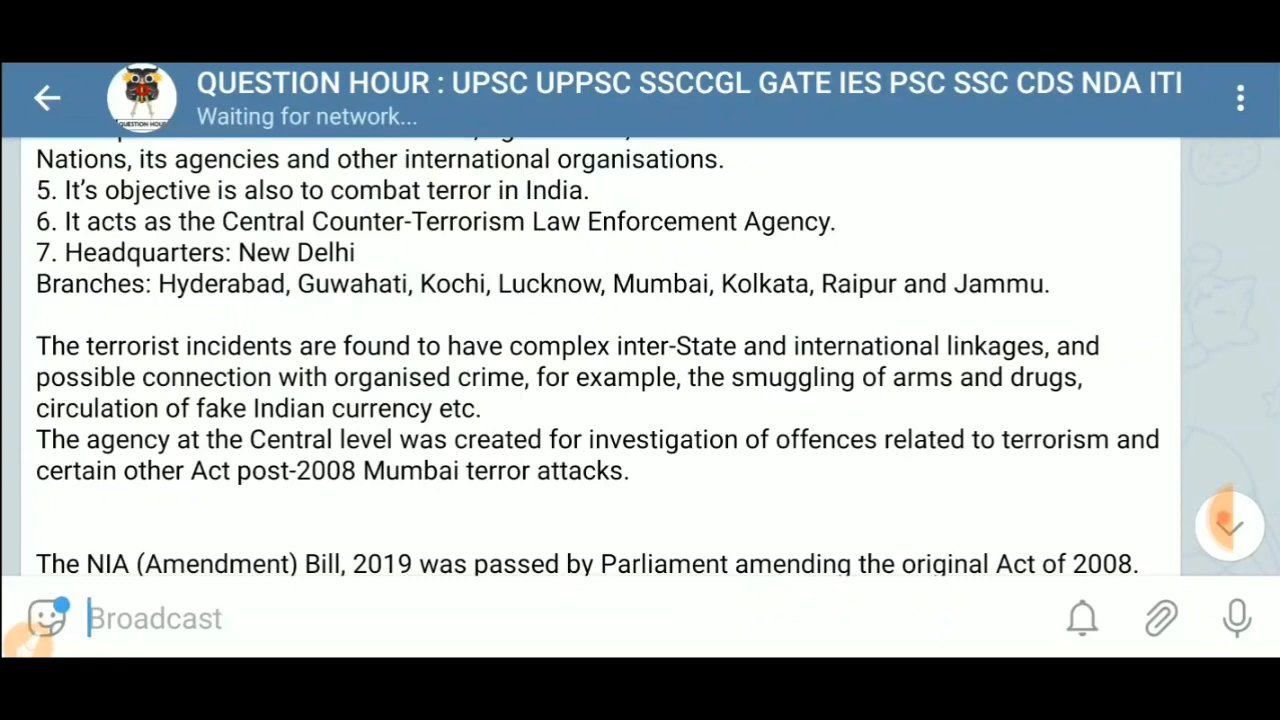 QUESTION HOUR : UPSC UPPSC SSCCGL GATE IES PSC SSC CDS NDA ITI
Waiting for network...
QUESTION HOUR
Nations, its agencies and other international organisations.
5. It’s objective is also to combat terror in India.
6. It acts as the Central Counter-Terrorism Law Enforcement Agency.
7. Headquarters: New Delhi
Branches: Hyderabad, Guwahati, Kochi, Lucknow, Mumbai, Kolkata, Raipur and Jammu.
The terrorist incidents are found to have complex inter-State and international linkages, and
possible connection with organised crime, for example, the smuggling of arms and drugs,
circulation of fake Indian currency etc.
The agency at the Central level was created for investigation of offences related to terrorism and
certain other Act post-2008 Mumbai terror attacks.
The NIA (Amendment) Bill, 2019 was passed by Parliament amending the original Act of 2008.
Broadcast